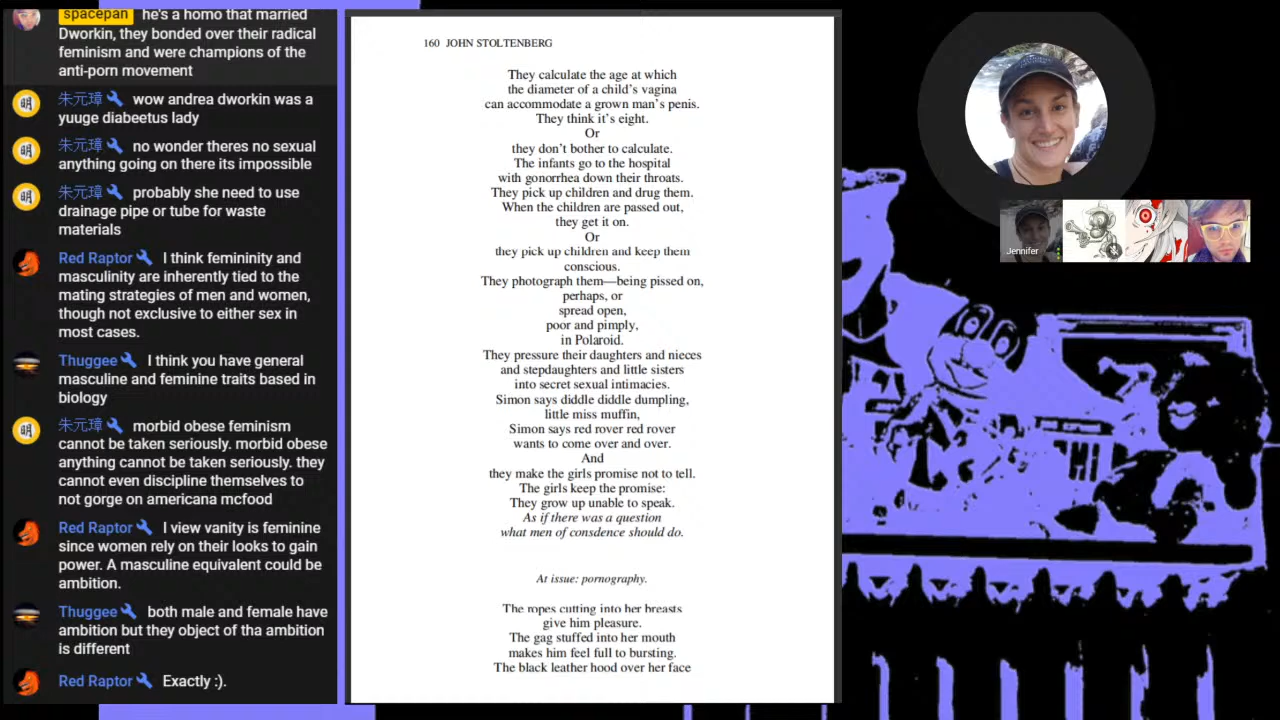 spacepan he's a homo that married
Dworkin, they bonded over their radical
feminism and were champions of the
anti-porn movement
朱元璋 wow andrea dworkin was a
yuuge diabeetus lady
朱元璋 no wonder theres no sexual
anything going on there its impossible
朱元璋 probably she need to use
drainage pipe or tube for waste
materials
Red Raptor I think femininity and
masculinity are inherently tied to the
mating strategies of men and women,
though not exclusive to either sex in
most cases.
Thuggee I think you have general
masculine and feminine traits based in
biology
朱元璋 morbid obese feminism
cannot be taken seriously. morbid obese
anything cannot be taken seriously. they
cannot even discipline themselves to
not gorge on americana mcfood
Red Raptor I view vanity is feminine
since women rely on their looks to gain
power. A masculine equivalent could be
ambition.
Thuggee both male and female have
ambition but they object of tha ambition
is different
Red Raptor Exactly :).
160 JOHN STOLTENBERG
They calculate the age at which
the diameter of a child's vagina
can accommodate a grown man's penis.
They think it's eight.
Or
they don't bother to calculate.
The infants go to the hospital
with gonorrhea down their throats.
They pick up children and drug them.
When the children are passed out,
they get it on.
Or
they pick up children and keep them
conscious.
They photograph them—being pissed on,
perhaps, or
spread open,
poor and pimply,
in Polaroid.
They pressure their daughters and nieces
and stepdaughters and little sisters
into secret sexual intimacies.
Simon says diddle diddle dumpling,
little miss muffin,
Simon says red rover red rover
wants to come over and over.
And
they make the girls promise not to tell.
The girls keep the promise:
They grow up unable to speak.
As if there was a question
what men of consdence should do.
At issue: pornography.
The ropes cutting into her breasts
give him pleasure.
The gag stuffed into her mouth
makes him feel full to bursting.
The black leather hood over her face
Jennifer
明
明
明
明